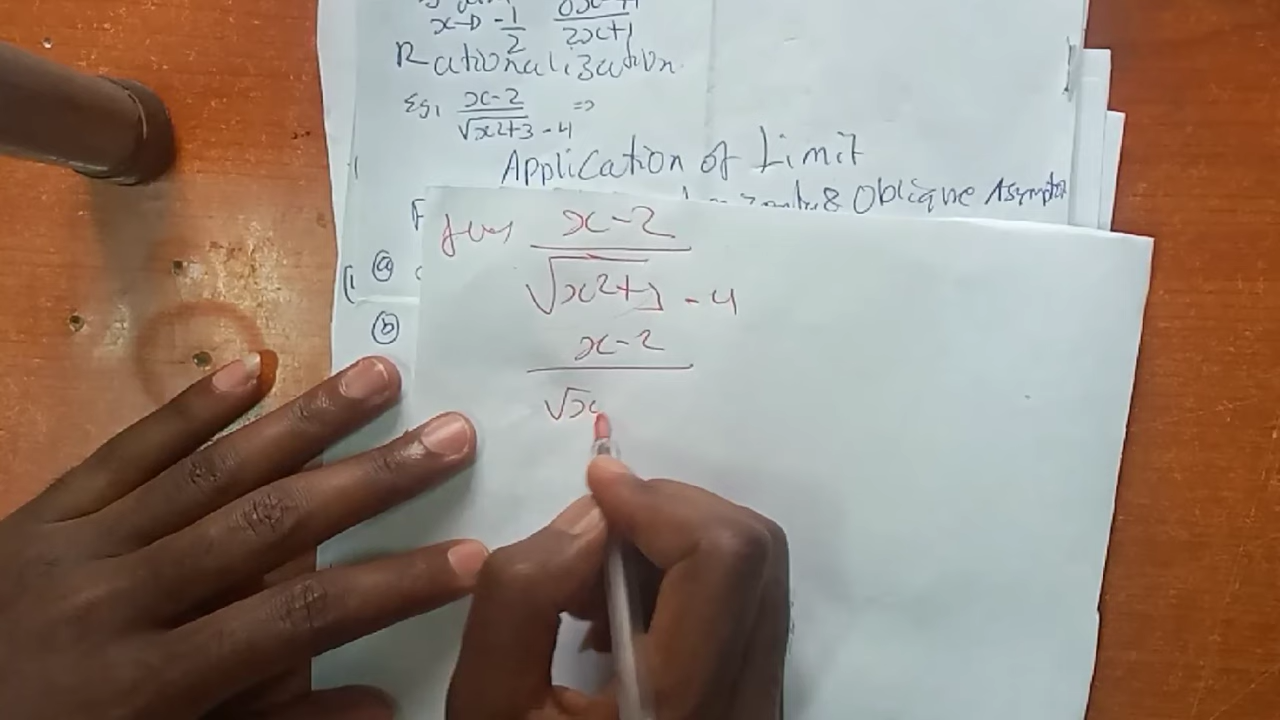 x→ -1/2 2x+1
Rationalization.
Eg, x-2/√x2+3 - 4 =>
Application of Limit
& Oblique Asymptot
x-2/√x2+3 - 4
(a)
x-2
(b)
√x